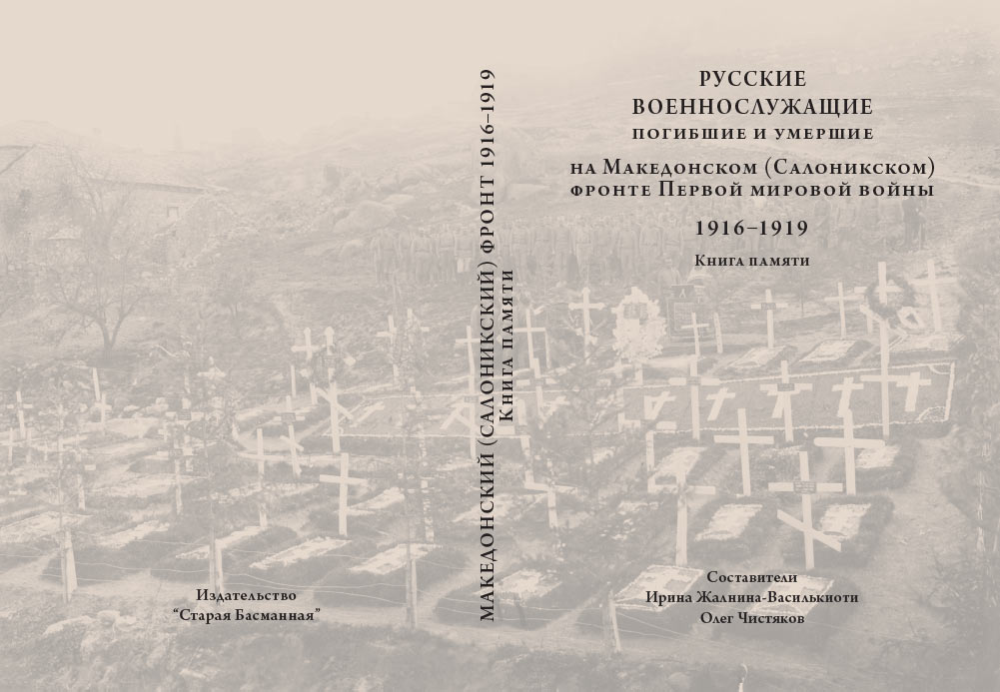 РУССКИЕ
ВОЕННОСЛУЖАЩИЕ
ПОГИБШИЕ И УМЕРШИЕ
НА МАКЕДОНСКОМ (САЛОНИКСКОМ)
ФРОНТЕ ПЕРВОЙ МИРОВОЙ ВОЙНЫ
1916–1919
КНИГА ПАМЯТИ
Составители
Ирина Жалнина-Василькиоти
Олег Чистяков
МАКЕДОНСКИЙ (САЛОНИКСКИЙ) ФРОНТ 1916–1919
КНИГА ПАМЯТИ
Издательство
“Старая Басманная”